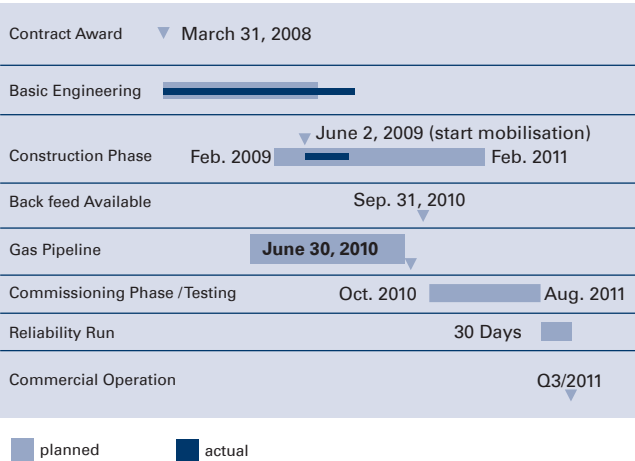 Contract Award March 31, 2008
Basic Engineering
June 2, 2009 (start mobilisation)
Construction Phase Feb. 2009 Feb. 2011
Back feed Available Sep. 31, 2010
Gas Pipeline June 30, 2010
Commissioning Phase /Testing Oct. 2010 Aug. 2011
Reliability Run 30 Days
Commercial Operation Q3/2011
planned actual